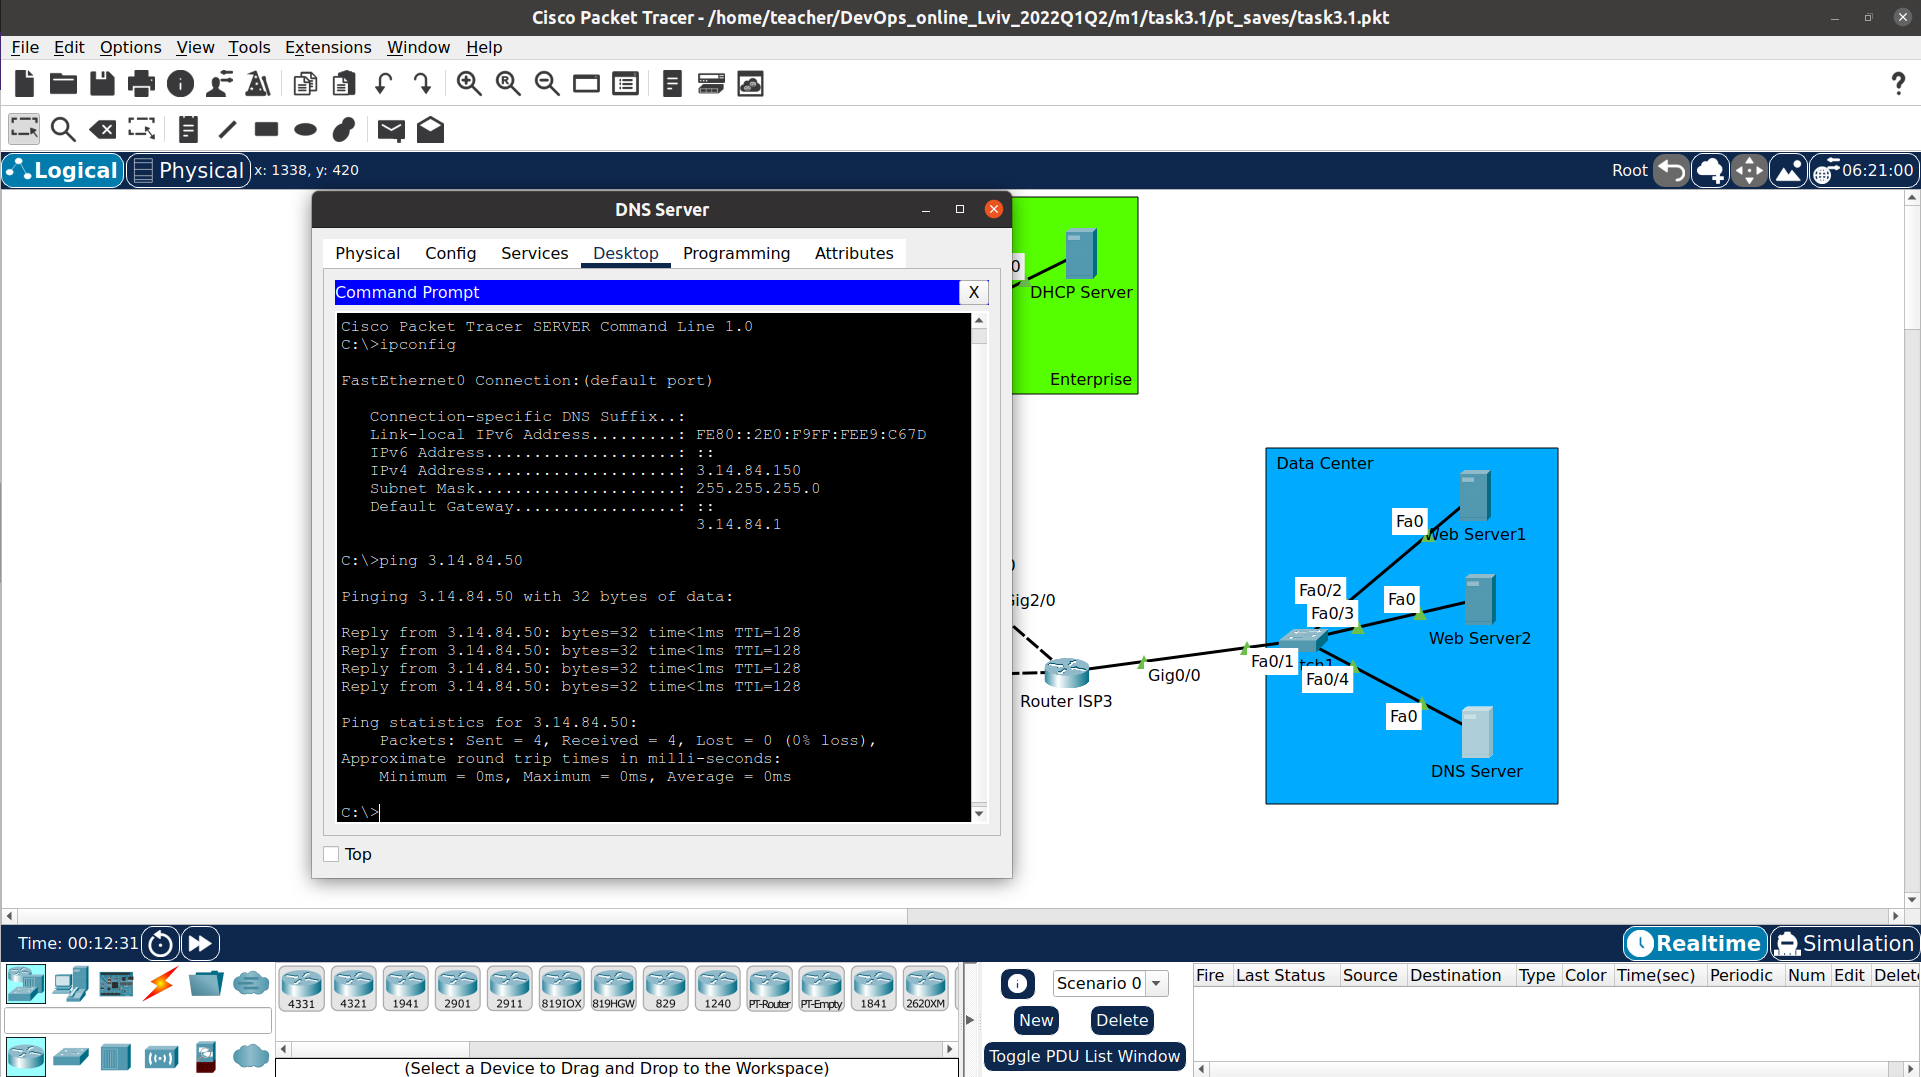 Cisco Packet Tracer - /home/teacher/DevOps_online_Lviv_2022Q1Q2/m1/task3.1/pt_saves/task3.1.pkt
File Edit Options View Tools Extensions Window Help
Logical Physical x: 1338, y: 420 Root 06:21:00
DNS Server
Physical Config Services Desktop Programming Attributes
Command Prompt X
Cisco Packet Tracer SERVER Command Line 1.0
C:\>ipconfig
FastEthernet0 Connection:(default port)
Connection-specific DNS Suffix..:
Link-local IPv6 Address.........: FE80::2E0:F9FF:FEE9:C67D
IPv6 Address....................: ::
IPv4 Address....................: 3.14.84.150
Subnet Mask.....................: 255.255.255.0
Default Gateway.................: ::
3.14.84.1
C:\>ping 3.14.84.50
Pinging 3.14.84.50 with 32 bytes of data:
Reply from 3.14.84.50: bytes=32 time<1ms TTL=128
Reply from 3.14.84.50: bytes=32 time<1ms TTL=128
Reply from 3.14.84.50: bytes=32 time<1ms TTL=128
Reply from 3.14.84.50: bytes=32 time<1ms TTL=128
Ping statistics for 3.14.84.50:
Packets: Sent = 4, Received = 4, Lost = 0 (0% loss),
Approximate round trip times in milli-seconds:
Minimum = 0ms, Maximum = 0ms, Average = 0ms
C:\>
Top
0
DHCP Server
Enterprise
Data Center
Fa0
Web Server1
Fa0/2
Fa0/3
Fa0
Web Server2
ig2/0
Fa0/1
tch1
Gig0/0
Fa0/4
Router ISP3
Fa0
DNS Server
Time: 00:12:31 Realtime Simulation
4331 4321 1941 2901 2911 819IOX 819HGW 829 1240 PT-Router PT-Empty 1841 2620XM
(Select a Device to Drag and Drop to the Workspace)
Scenario 0
New Delete
Toggle PDU List Window
Fire Last Status Source Destination Type Color Time(sec) Periodic Num Edit Delet